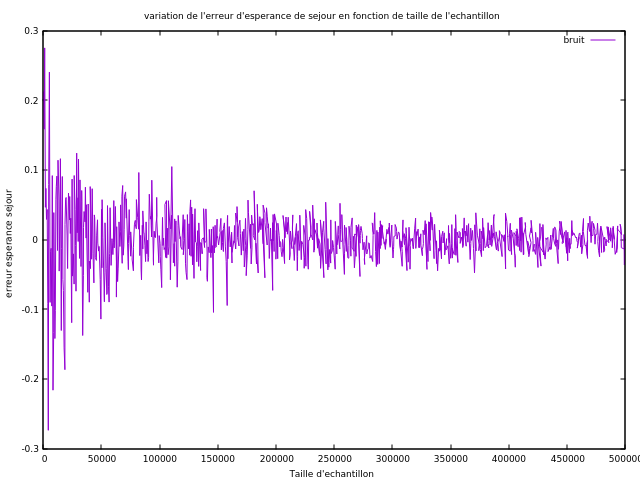 variation de l'erreur d'esperance de sejour en fonction de taille de l'echantillon
bruit
0.3
0.2
0.1
0
-0.1
-0.2
-0.3
erreur esperance sejour
0 50000 100000 150000 200000 250000 300000 350000 400000 450000 500000
Taille d'echantillon